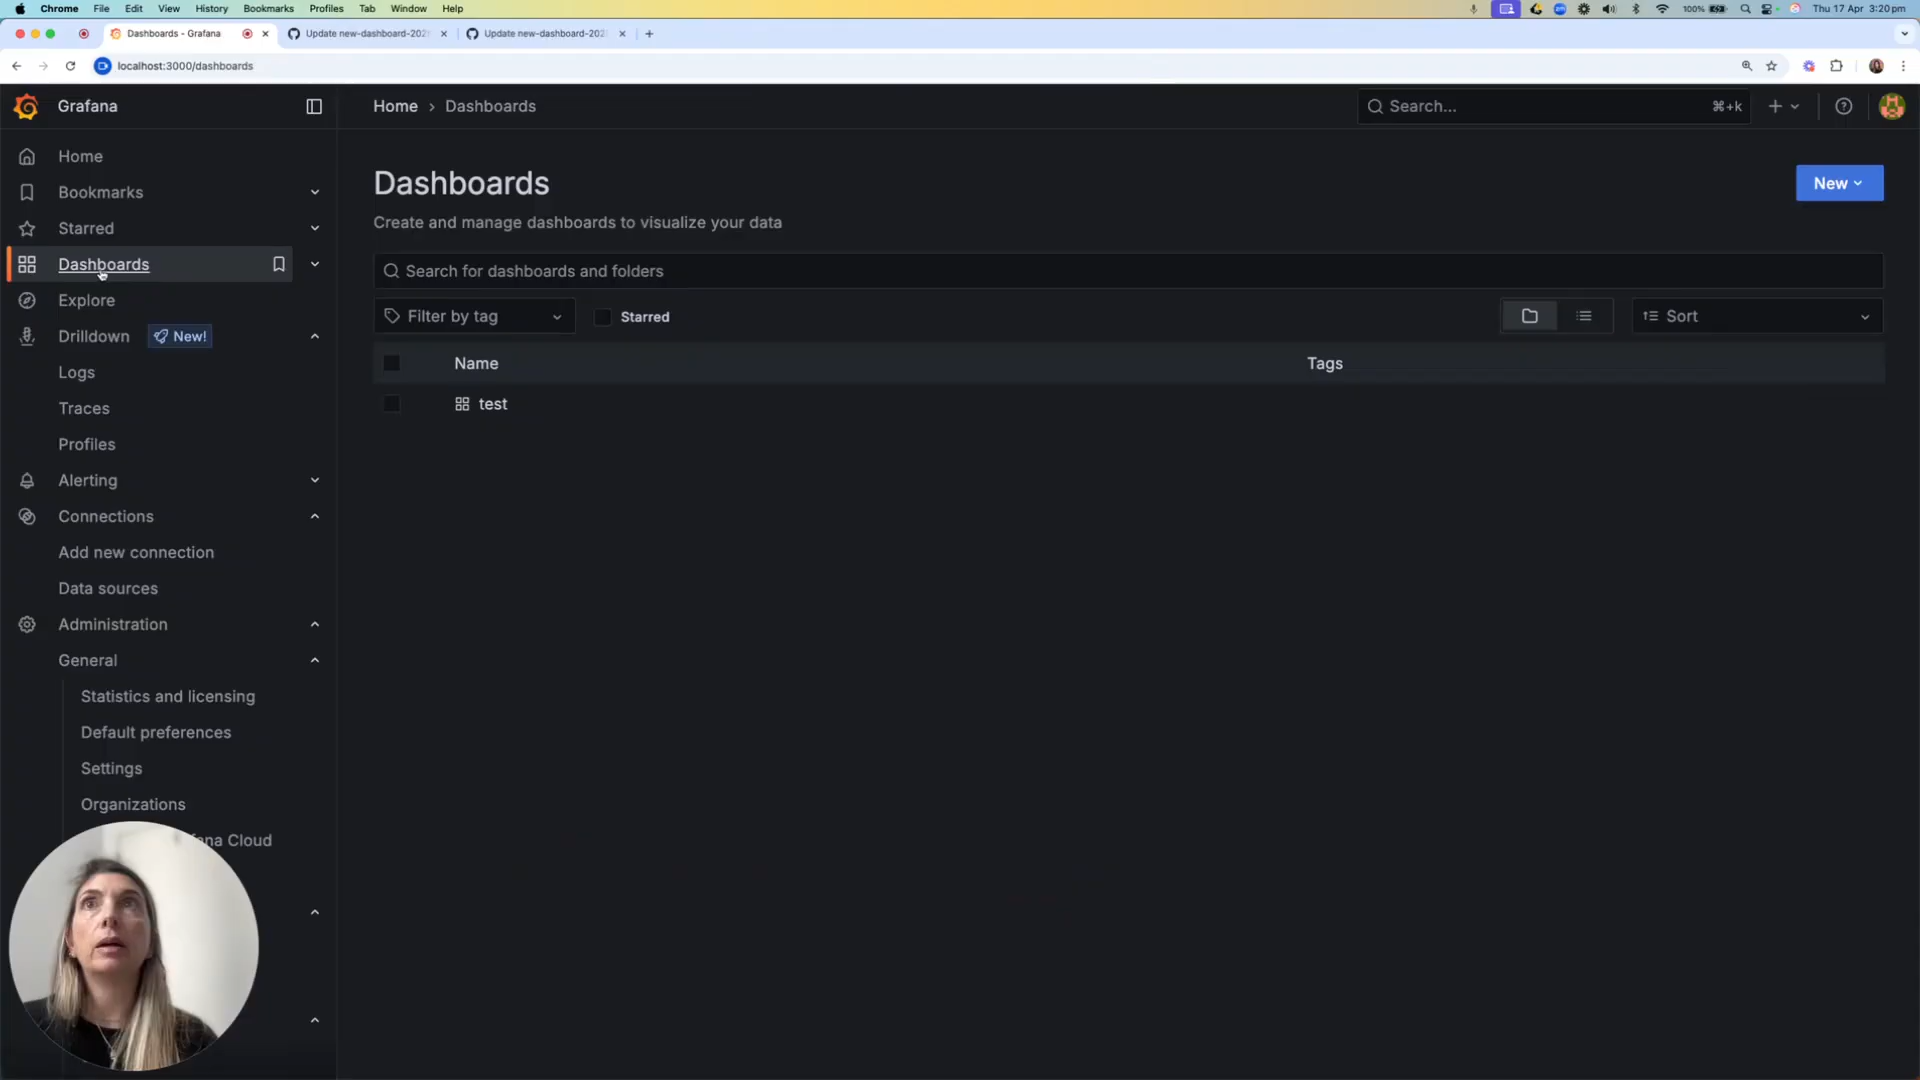 Chrome File Edit View History Bookmarks Profiles Tab Window Help 100% Thu 17 Apr 3:20 pm
Dashboards - Grafana Update new-dashboard-202 Update new-dashboard-202
localhost:3000/dashboards
Grafana
Home › Dashboards
Search... ⌘+k
Home
Bookmarks
Starred
Dashboards
Explore
Drilldown New!
Logs
Traces
Profiles
Alerting
Connections
Add new connection
Data sources
Administration
General
Statistics and licensing
Default preferences
Settings
Organizations
Cloud
Dashboards
New
Create and manage dashboards to visualize your data
Search for dashboards and folders
Filter by tag Starred Sort
Name Tags
test